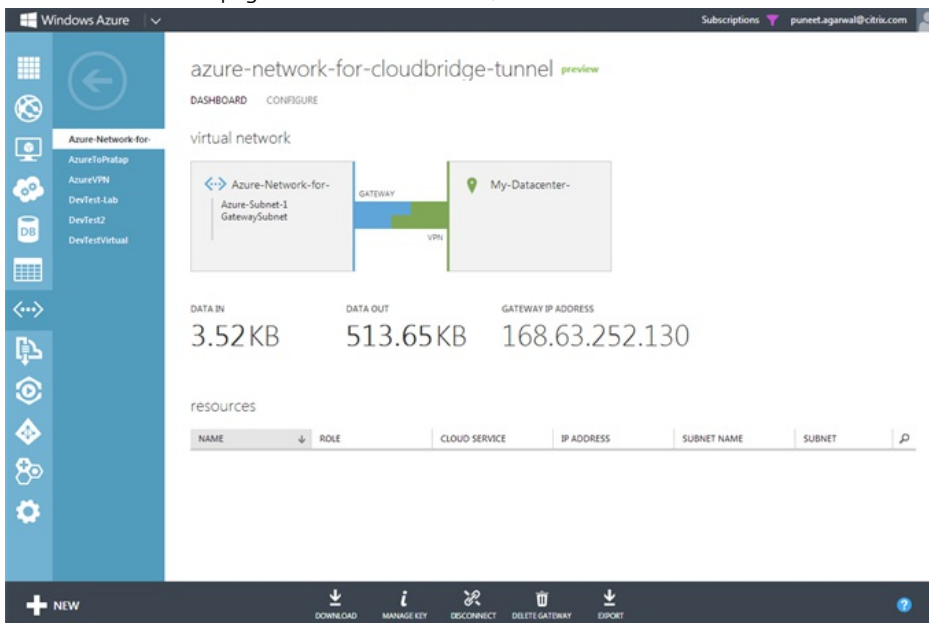 Windows Azure
Subscriptions puneet.agarwal@citrix.com
azure-network-for-cloudbridge-tunnel preview
DASHBOARD CONFIGURE
Azure-Network-for-
AzureToPratap
AzureVPN
DevTest-Lab
DevTest2
DevTestVirtual
virtual network
Azure-Network-for-
Azure-Subnet-1
GatewaySubnet
GATEWAY
VPN
My-Datacenter-
DATA IN DATA OUT GATEWAY IP ADDRESS
3.52KB 513.65KB 168.63.252.130
resources
NAME ROLE CLOUD SERVICE IP ADDRESS SUBNET NAME SUBNET
DB
NEW
DOWNLOAD MANAGE KEY DISCONNECT DELETE GATEWAY EXPORT
?